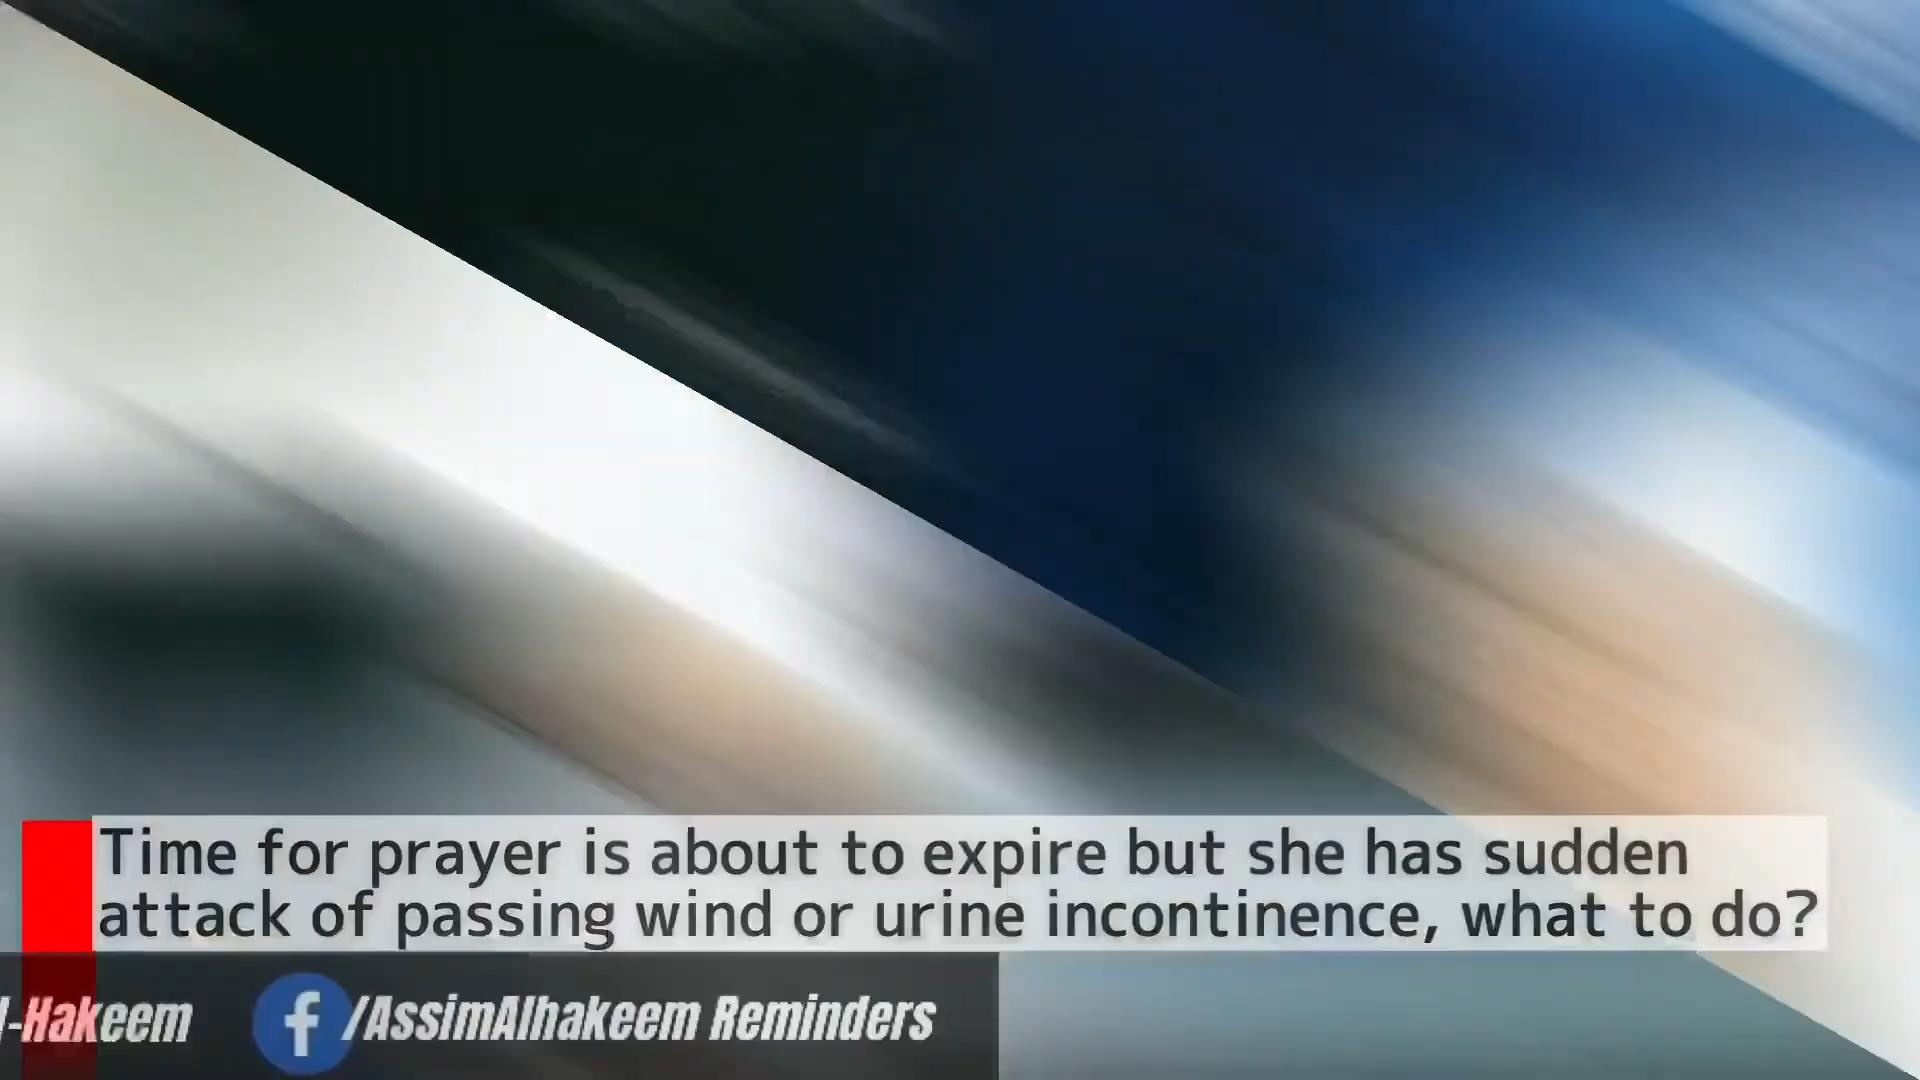 Time for prayer is about to expire but she has sudden
attack of passing wind or urine incontinence, what to do?
-Hakeem f /AssimAlhakeem Reminders